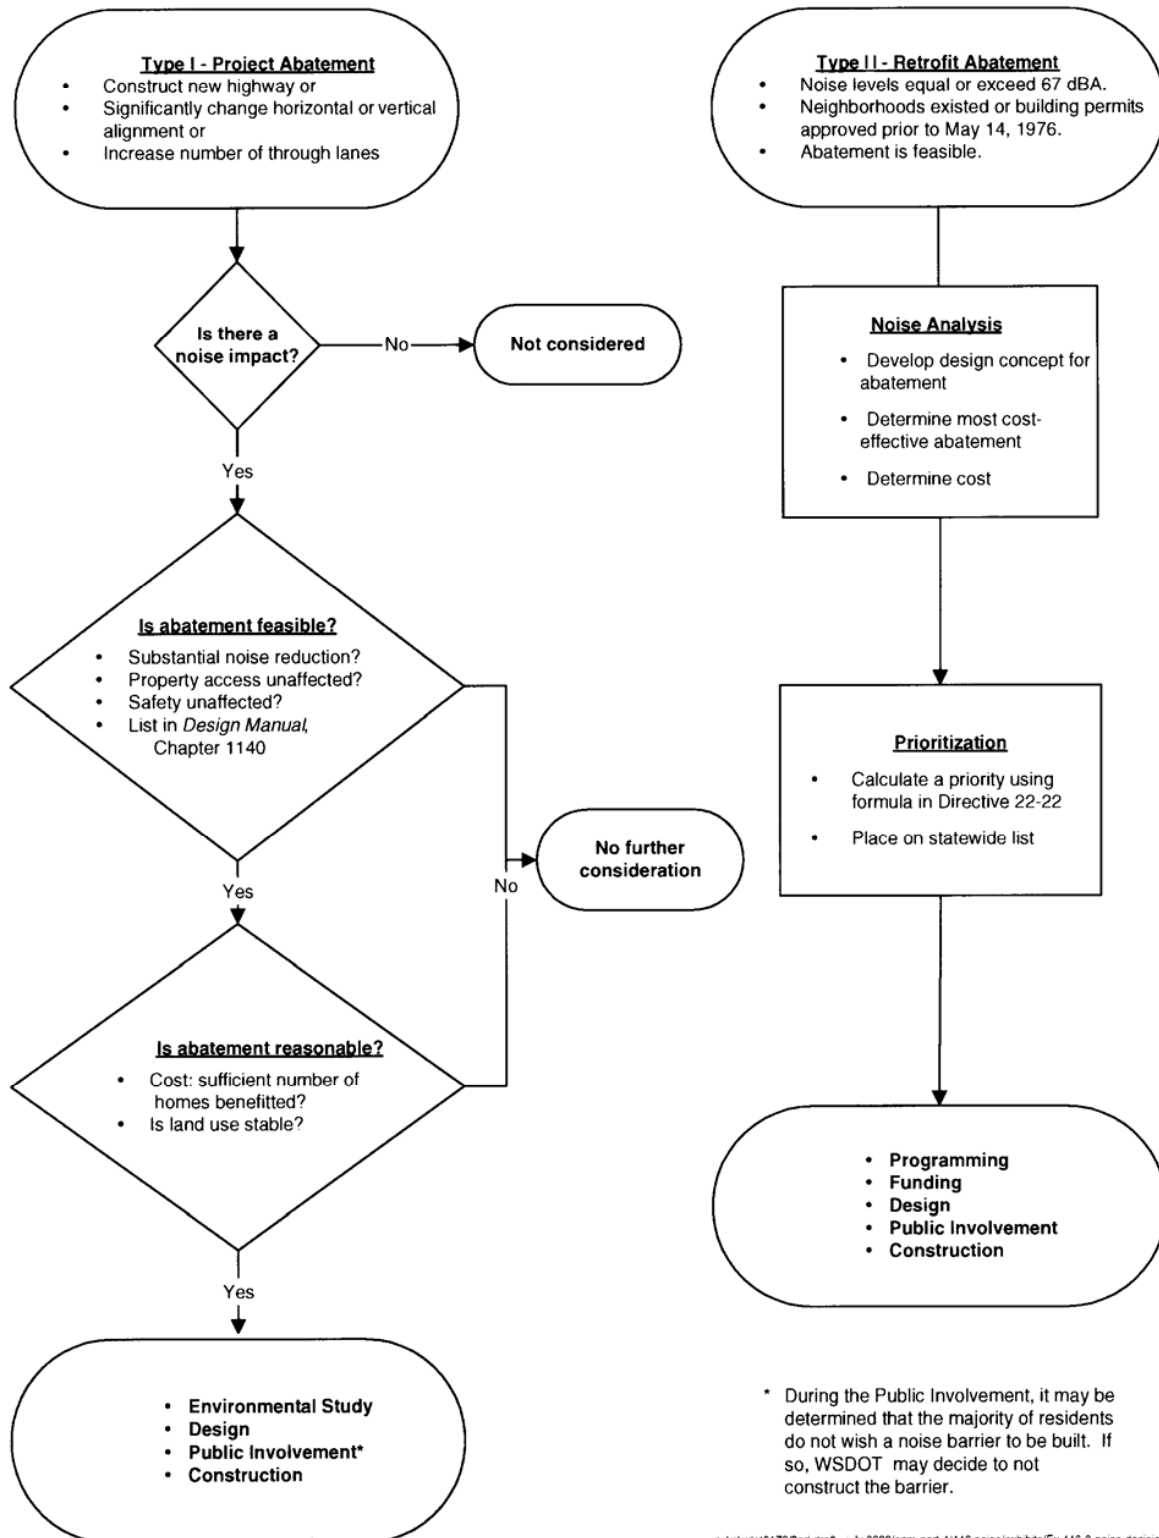 Type I - Project Abatement
• Construct new highway or
• Significantly change horizontal or vertical
alignment or
• Increase number of through lanes
Is there a
noise impact?
No
Not considered
Yes
Is abatement feasible?
• Substantial noise reduction?
• Property access unaffected?
• Safety unaffected?
• List in Design Manual,
Chapter 1140
No
No further
consideration
Yes
Is abatement reasonable?
• Cost: sufficient number of
homes benefitted?
• Is land use stable?
Yes
• Environmental Study
• Design
• Public Involvement*
• Construction
Type II - Retrofit Abatement
• Noise levels equal or exceed 67 dBA.
• Neighborhoods existed or building permits
approved prior to May 14, 1976.
• Abatement is feasible.
Noise Analysis
• Develop design concept for
abatement
• Determine most cost-
effective abatement
• Determine cost
Prioritization
• Calculate a priority using
formula in Directive 22-22
• Place on statewide list
• Programming
• Funding
• Design
• Public Involvement
• Construction
* During the Public Involvement, it may be
determined that the majority of residents
do not wish a noise barrier to be built. If
so, WSDOT may decide to not
construct the barrier.